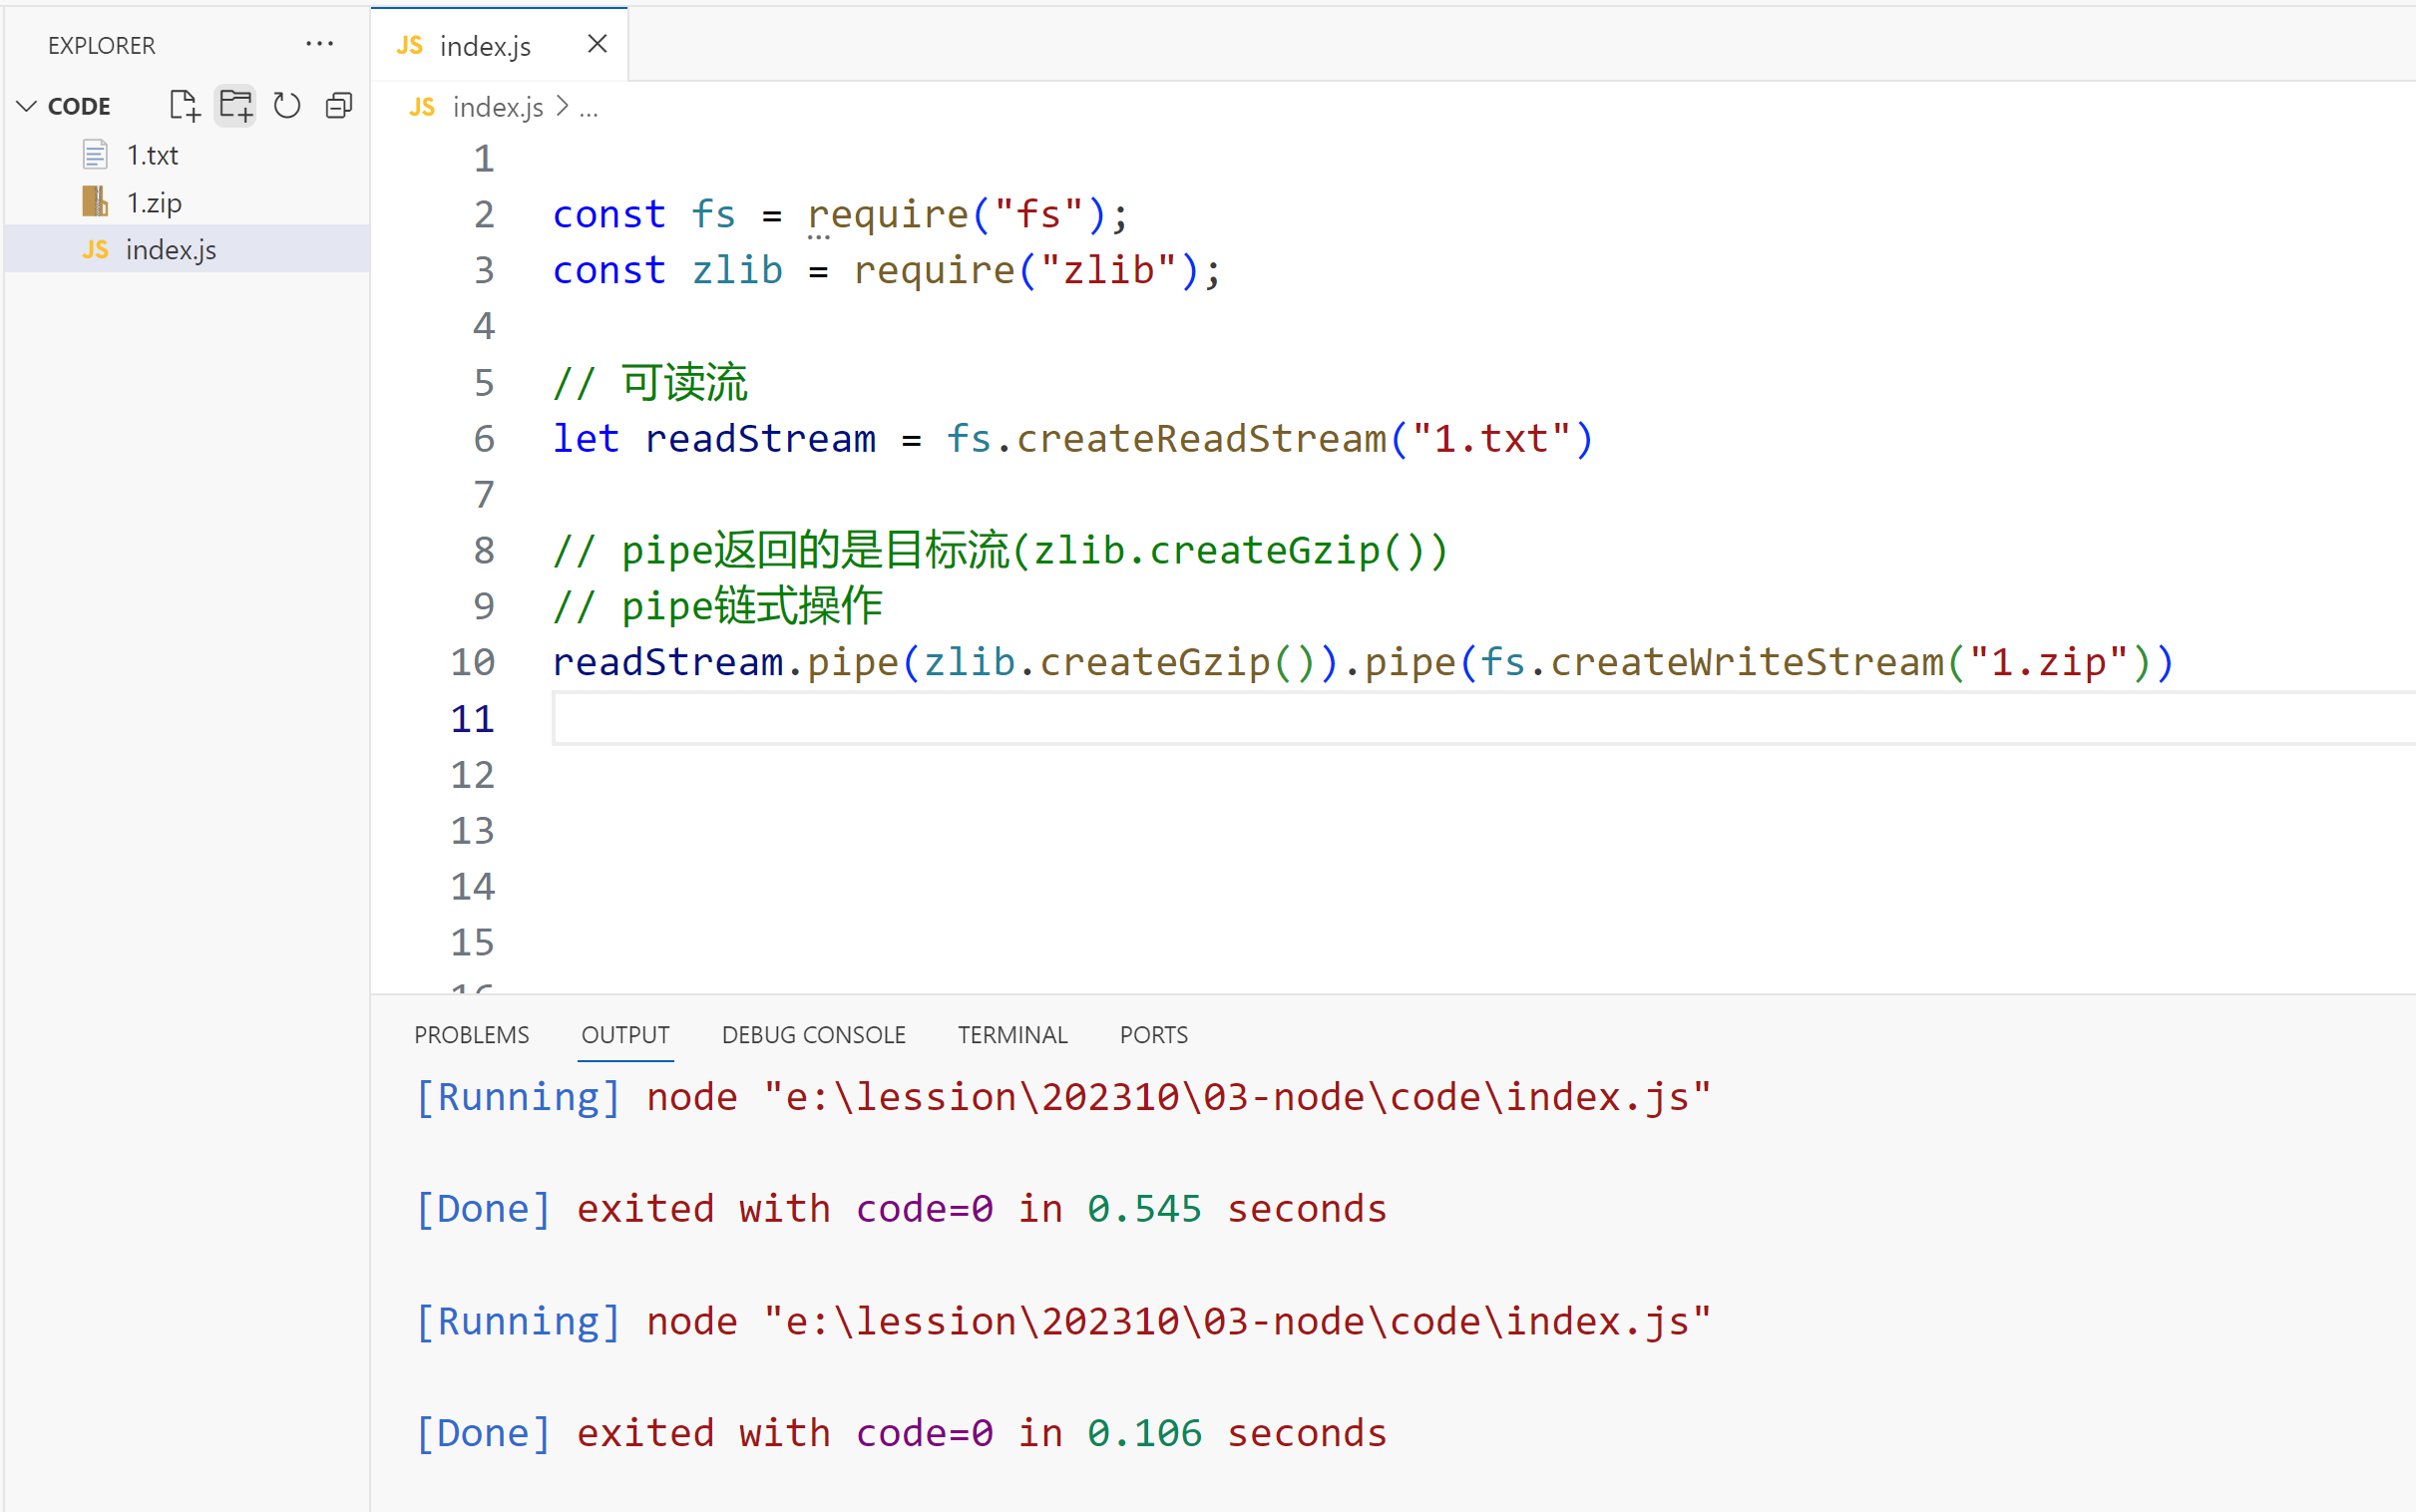 EXPLORER ···
CODE
1.txt
1.zip
JS index.js
JS index.js
JS index.js > ...
1
2 const fs = require("fs");
3 const zlib = require("zlib");
4
5 // 可读流
6 let readStream = fs.createReadStream("1.txt")
7
8 // pipe返回的是目标流(zlib.createGzip())
9 // pipe链式操作
10 readStream.pipe(zlib.createGzip()).pipe(fs.createWriteStream("1.zip"))
11
12
13
14
15
16
PROBLEMS OUTPUT DEBUG CONSOLE TERMINAL PORTS
[Running] node "e:\lession\202310\03-node\code\index.js"
[Done] exited with code=0 in 0.545 seconds
[Running] node "e:\lession\202310\03-node\code\index.js"
[Done] exited with code=0 in 0.106 seconds